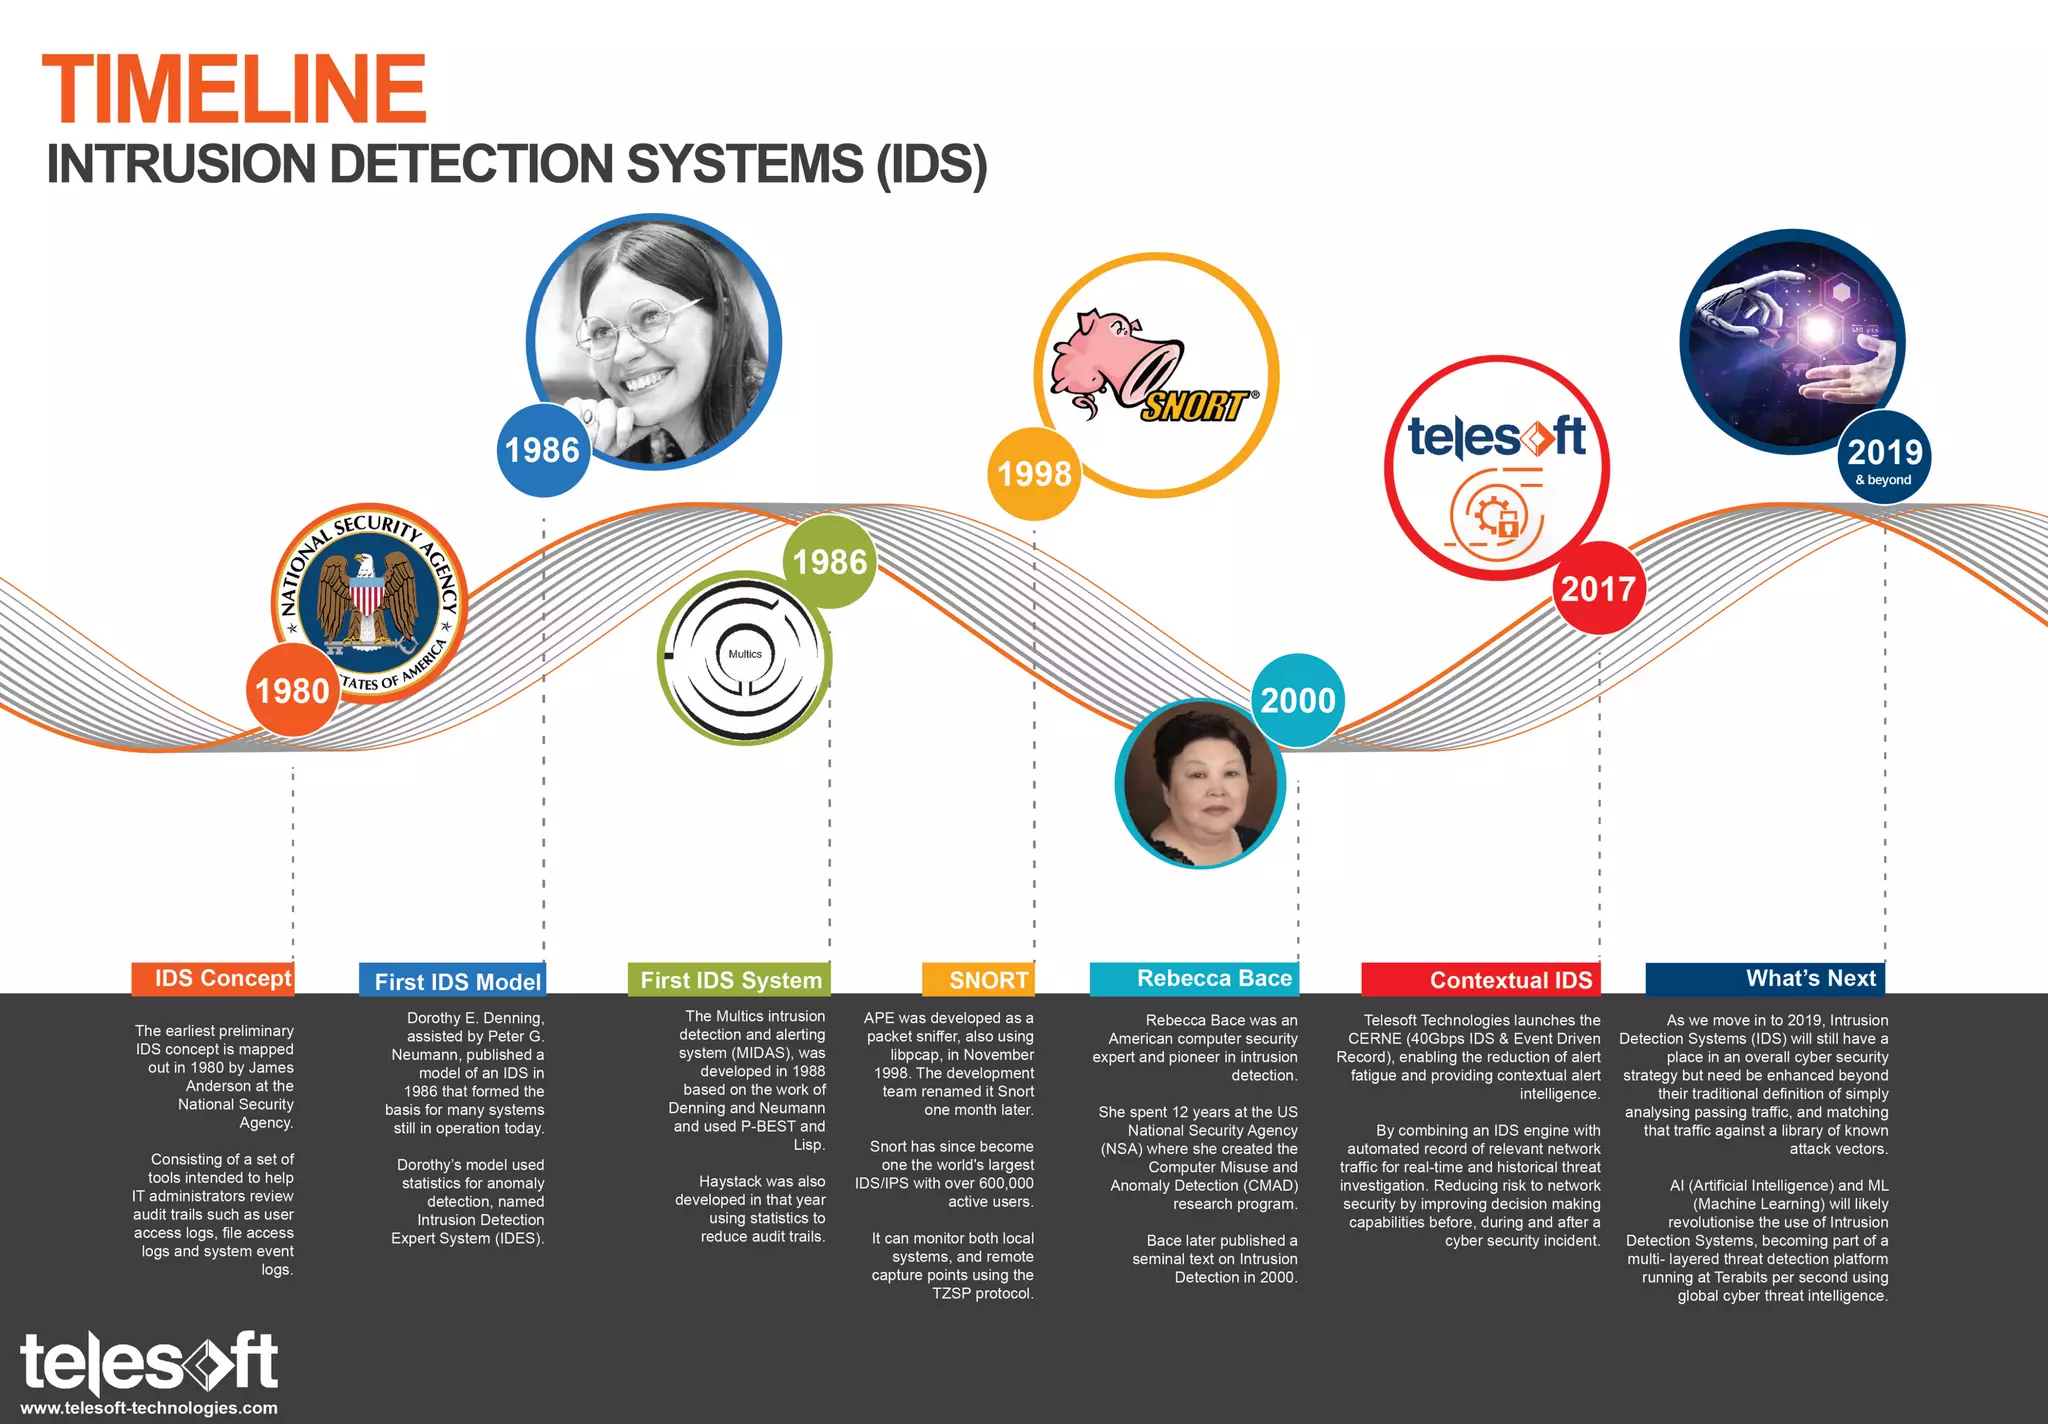 TIMELINE
INTRUSION DETECTION SYSTEMS (IDS)
NATIONAL SECURITY AGENCY
STATES OF AMERICA
1980
1986
Multics
1986
SNORT®
1998
2000
telesoft
2017
2019
& beyond
IDS Concept
The earliest preliminary
IDS concept is mapped
out in 1980 by James
Anderson at the
National Security
Agency.
Consisting of a set of
tools intended to help
IT administrators review
audit trails such as user
access logs, file access
logs and system event
logs.
First IDS Model
Dorothy E. Denning,
assisted by Peter G.
Neumann, published a
model of an IDS in
1986 that formed the
basis for many systems
still in operation today.
Dorothy’s model used
statistics for anomaly
detection, named
Intrusion Detection
Expert System (IDES).
First IDS System
The Multics intrusion
detection and alerting
system (MIDAS), was
developed in 1988
based on the work of
Denning and Neumann
and used P-BEST and
Lisp.
Haystack was also
developed in that year
using statistics to
reduce audit trails.
SNORT
APE was developed as a
packet sniffer, also using
libpcap, in November
1998. The development
team renamed it Snort
one month later.
Snort has since become
one the world's largest
IDS/IPS with over 600,000
active users.
It can monitor both local
systems, and remote
capture points using the
TZSP protocol.
Rebecca Bace
Rebecca Bace was an
American computer security
expert and pioneer in intrusion
detection.
She spent 12 years at the US
National Security Agency
(NSA) where she created the
Computer Misuse and
Anomaly Detection (CMAD)
research program.
Bace later published a
seminal text on Intrusion
Detection in 2000.
Contextual IDS
Telesoft Technologies launches the
CERNE (40Gbps IDS & Event Driven
Record), enabling the reduction of alert
fatigue and providing contextual alert
intelligence.
By combining an IDS engine with
automated record of relevant network
traffic for real-time and historical threat
investigation. Reducing risk to network
security by improving decision making
capabilities before, during and after a
cyber security incident.
What’s Next
As we move in to 2019, Intrusion
Detection Systems (IDS) will still have a
place in an overall cyber security
strategy but need be enhanced beyond
their traditional definition of simply
analysing passing traffic, and matching
that traffic against a library of known
attack vectors.
AI (Artificial Intelligence) and ML
(Machine Learning) will likely
revolutionise the use of Intrusion
Detection Systems, becoming part of a
multi- layered threat detection platform
running at Terabits per second using
global cyber threat intelligence.
telesoft
www.telesoft-technologies.com